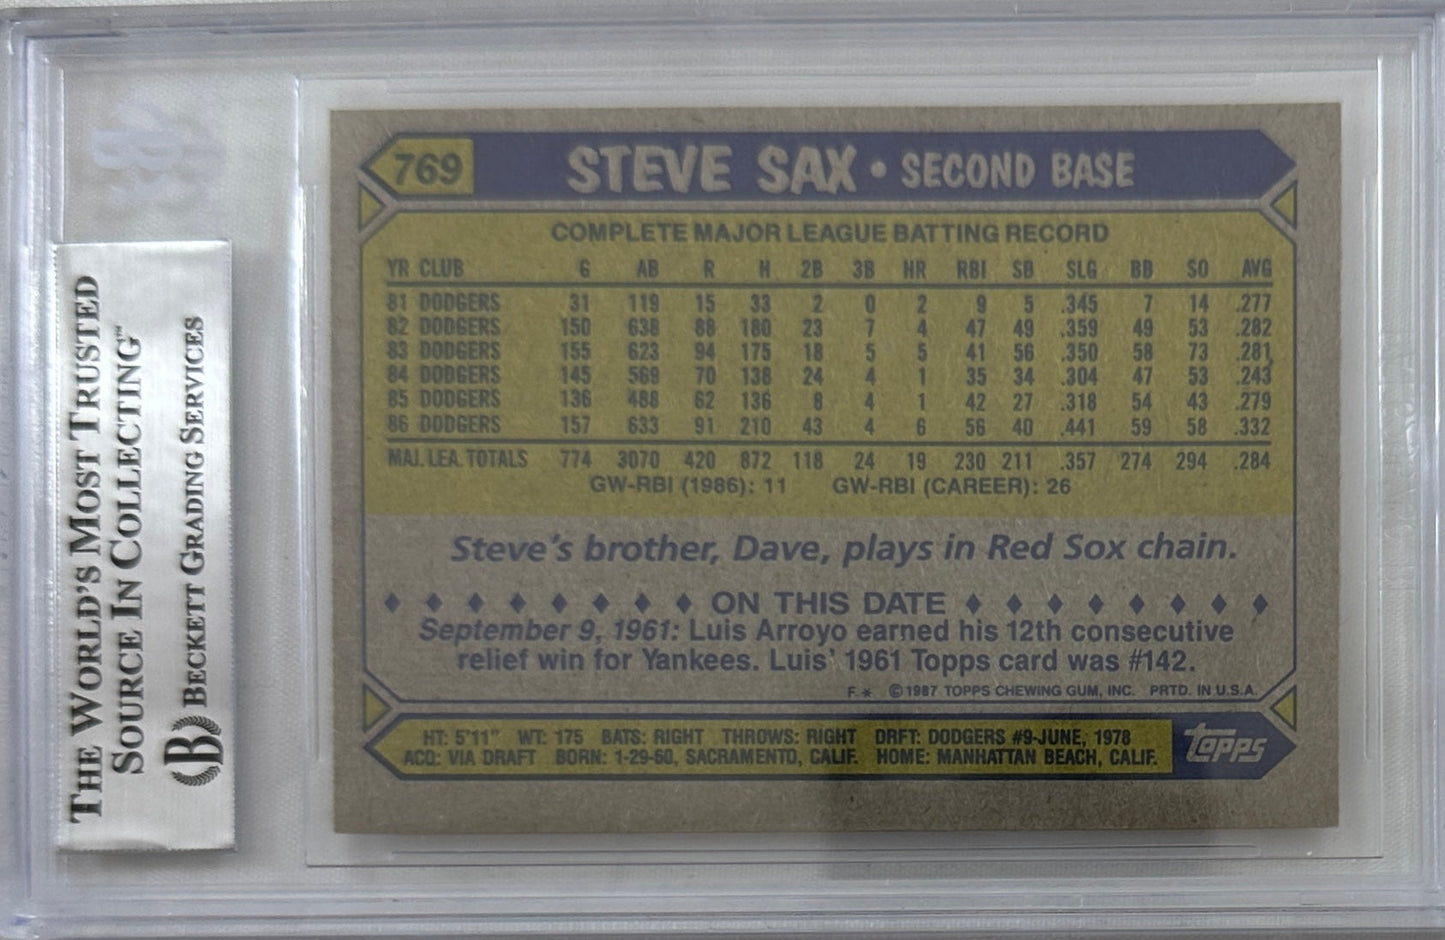 THE WORLD'S MOST TRUSTED
SOURCE IN COLLECTING™
BECKETT GRADING SERVICES
769 STEVE SAX • SECOND BASE
COMPLETE MAJOR LEAGUE BATTING RECORD
YR CLUB G AB R H 2B 3B HR RBI SB SLG BB SO AVG
81 DODGERS 31 119 15 33 2 0 2 9 5 .345 7 14 .277
82 DODGERS 150 638 88 180 23 7 4 47 49 .359 49 53 .282
83 DODGERS 155 623 94 175 18 5 5 41 56 .350 58 73 .281
84 DODGERS 145 569 70 138 24 4 1 35 34 .304 47 53 .243
85 DODGERS 136 488 62 136 8 4 1 42 27 .318 54 43 .279
86 DODGERS 157 633 91 210 43 4 6 56 40 .441 59 58 .332
MAJ. LEA. TOTALS 774 3070 420 872 118 24 19 230 211 .357 274 294 .284
GW-RBI (1986): 11 GW-RBI (CAREER): 26
Steve's brother, Dave, plays in Red Sox chain.
ON THIS DATE
September 9, 1961: Luis Arroyo earned his 12th consecutive
relief win for Yankees. Luis' 1961 Topps card was #142.
F.* ©1987 TOPPS CHEWING GUM, INC. PRTD. IN U.S.A.
HT: 5'11" WT: 175 BATS: RIGHT THROWS: RIGHT DRFT: DODGERS #9-JUNE, 1978
ACQ: VIA DRAFT BORN: 1-29-60, SACRAMENTO, CALIF. HOME: MANHATTAN BEACH, CALIF.
topps